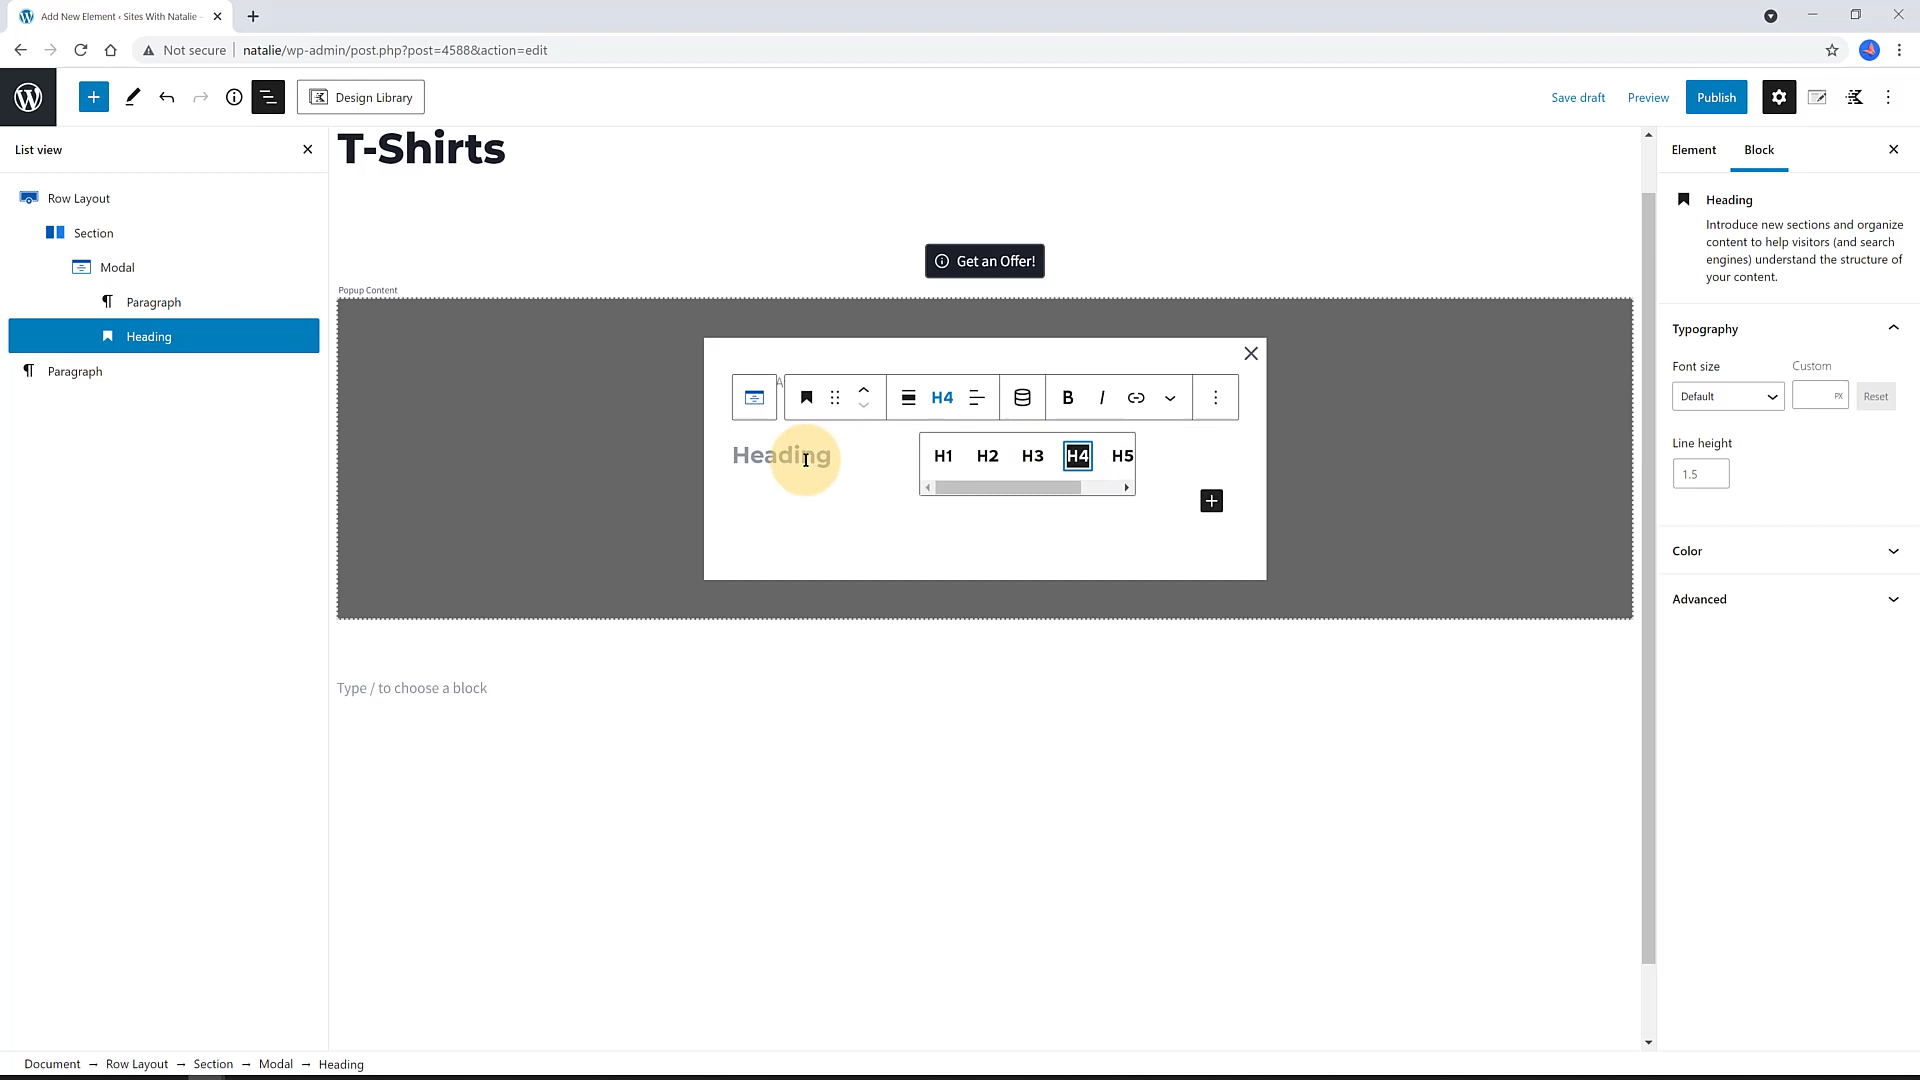 Add New Element ‹ Sites With Natalie –
Not secure
natalie/wp-admin/post.php?post=4588&action=edit
Design Library
Save draft
Preview
Publish
List view
Row Layout
Section
Modal
Paragraph
Heading
Paragraph
T-Shirts
Get an Offer!
Popup Content
A
H4
B
I
Heading
H1
H2
H3
H4
H5
Type / to choose a block
Element
Block
Heading
Introduce new sections and organize
content to help visitors (and search
engines) understand the structure of
your content.
Typography
Font size
Custom
Default
PX
Reset
Line height
1.5
Color
Advanced
Document → Row Layout → Section → Modal → Heading